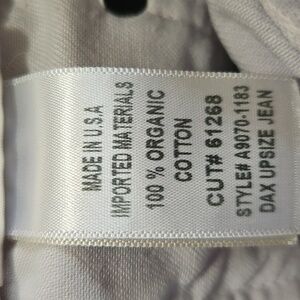 MADE IN U.S.A
IMPORTED MATERIALS
100 % ORGANIC
COTTON
CUT# 61268
STYLE# A9070-1183
DAX UPSIZE JEAN